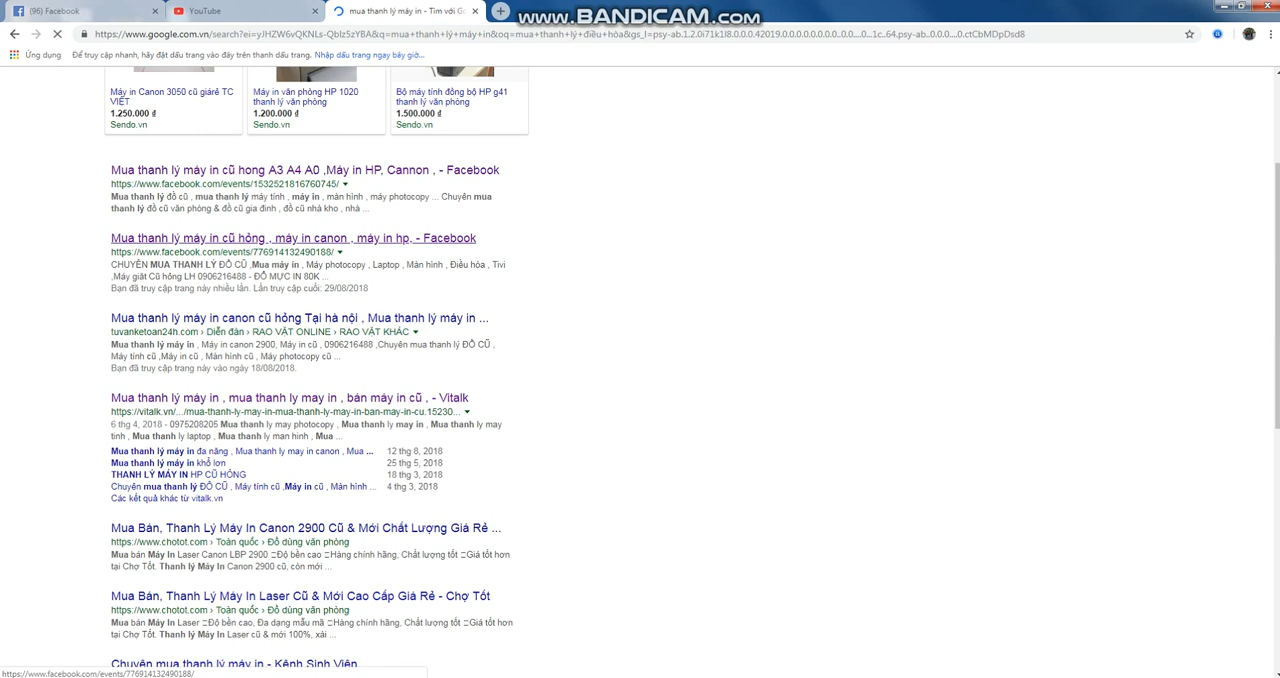 (96) Facebook
YouTube
mua thanh lý máy in - Tìm với G
www.BANDICAM.com
https://www.google.com.vn/search?ei=yJHZW6vQKNLs-QbIz5zYBA&q=mua+thanh+lý+máy+in&oq=mua+thanh+lý+điều+hòa&gs_l=psy-ab.1.2.0i71k1l8.0.0.0.42019.0.0.0.0.0.0.0.0..0.0....0...1c..64.psy-ab..0.0.0....0.ctCbMDpDsd8
Ứng dụng Để truy cập nhanh, hãy đặt dấu trang vào đây trên thanh dấu trang. Nhập dấu trang ngay bây giờ...
Máy in Canon 3050 cũ giárẻ TC
VIẾT
1.250.000 ₫
Sendo.vn
Máy in văn phòng HP 1020
thanh lý văn phòng
1.200.000 ₫
Sendo.vn
Bộ máy tính đồng bộ HP g41
thanh lý văn phòng
1.500.000 ₫
Sendo.vn
Mua thanh lý máy in cũ hong A3 A4 A0 ,Máy in HP, Cannon , - Facebook
https://www.facebook.com/events/1532521816760745/
Mua thanh lý đồ cũ , mua thanh lý máy tính , máy in , màn hình , máy photocopy ... Chuyên mua
thanh lý đồ cũ văn phòng & đồ cũ gia đình , đồ cũ nhà kho , nhà ...
Mua thanh lý máy in cũ hỏng , máy in canon , máy in hp, - Facebook
https://www.facebook.com/events/776914132490188/
CHUYÊN MUA THANH LÝ ĐỒ CŨ ,Mua máy in , Máy photocopy , Laptop , Màn hình , Điều hòa , Tivi
,Máy giăt Cũ hỏng LH 0906216488 - ĐỔ MỰC IN 80K ...
Bạn đã truy cập trang này nhiều lần. Lần truy cập cuối: 29/08/2018
Mua thanh lý máy in canon cũ hỏng Tại hà nội , Mua thanh lý máy in ...
tuvanketoan24h.com › Diễn đàn › RAO VẶT ONLINE › RAO VẶT KHÁC
Mua thanh lý máy in , Máy in canon 2900, Máy in cũ , 0906216488 ,Chuyên mua thanh lý ĐỒ CŨ ,
Máy tính cũ ,Máy in cũ , Màn hình cũ , Máy photocopy cũ ...
Bạn đã truy cập trang này vào ngày 18/08/2018.
Mua thanh lý máy in , mua thanh ly may in , bán máy in cũ , - Vitalk
https://vitalk.vn/.../mua-thanh-ly-may-in-mua-thanh-ly-may-in-ban-may-in-cu.15230...
6 thg 4, 2018 - 0975208205 Mua thanh ly may photocopy , Mua thanh ly may in , Mua thanh ly may
tinh , Mua thanh ly laptop , Mua thanh ly man hinh , Mua ...
Mua thanh lý máy in đa năng , Mua thanh ly may in canon , Mua ... 12 thg 8, 2018
Mua thanh lý máy in khổ lơn 25 thg 5, 2018
THANH LÝ MÁY IN HP CŨ HỎNG 18 thg 3, 2018
Chuyên mua thanh lý ĐỒ CŨ , Máy tính cũ ,Máy in cũ , Màn hình ... 4 thg 3, 2018
Các kết quả khác từ vitalk.vn
Mua Bán, Thanh Lý Máy In Canon 2900 Cũ & Mới Chất Lượng Giá Rẻ ...
https://www.chotot.com › Toàn quốc › Đồ dùng văn phòng
Mua bán Máy In Laser Canon LBP 2900 ⊐Độ bền cao ⊐Hàng chính hãng, Chất lượng tốt ⊐Giá tốt hơn
tại Chợ Tốt. Thanh lý Máy In Canon 2900 cũ, còn mới ...
Mua Bán, Thanh Lý Máy In Laser Cũ & Mới Cao Cấp Giá Rẻ - Chợ Tốt
https://www.chotot.com › Toàn quốc › Đồ dùng văn phòng
Mua bán Máy In Laser ⊐Độ bền cao, Đa dạng mẫu mã ⊐Hàng chính hãng, Chất lượng tốt ⊐Giá tốt hơn
tại Chợ Tốt. Thanh lý Máy In Laser cũ & mới 100%, xài ...
Chuyên mua thanh lý máy in - Kênh Sinh Viên
https://www.facebook.com/events/776914132490188/